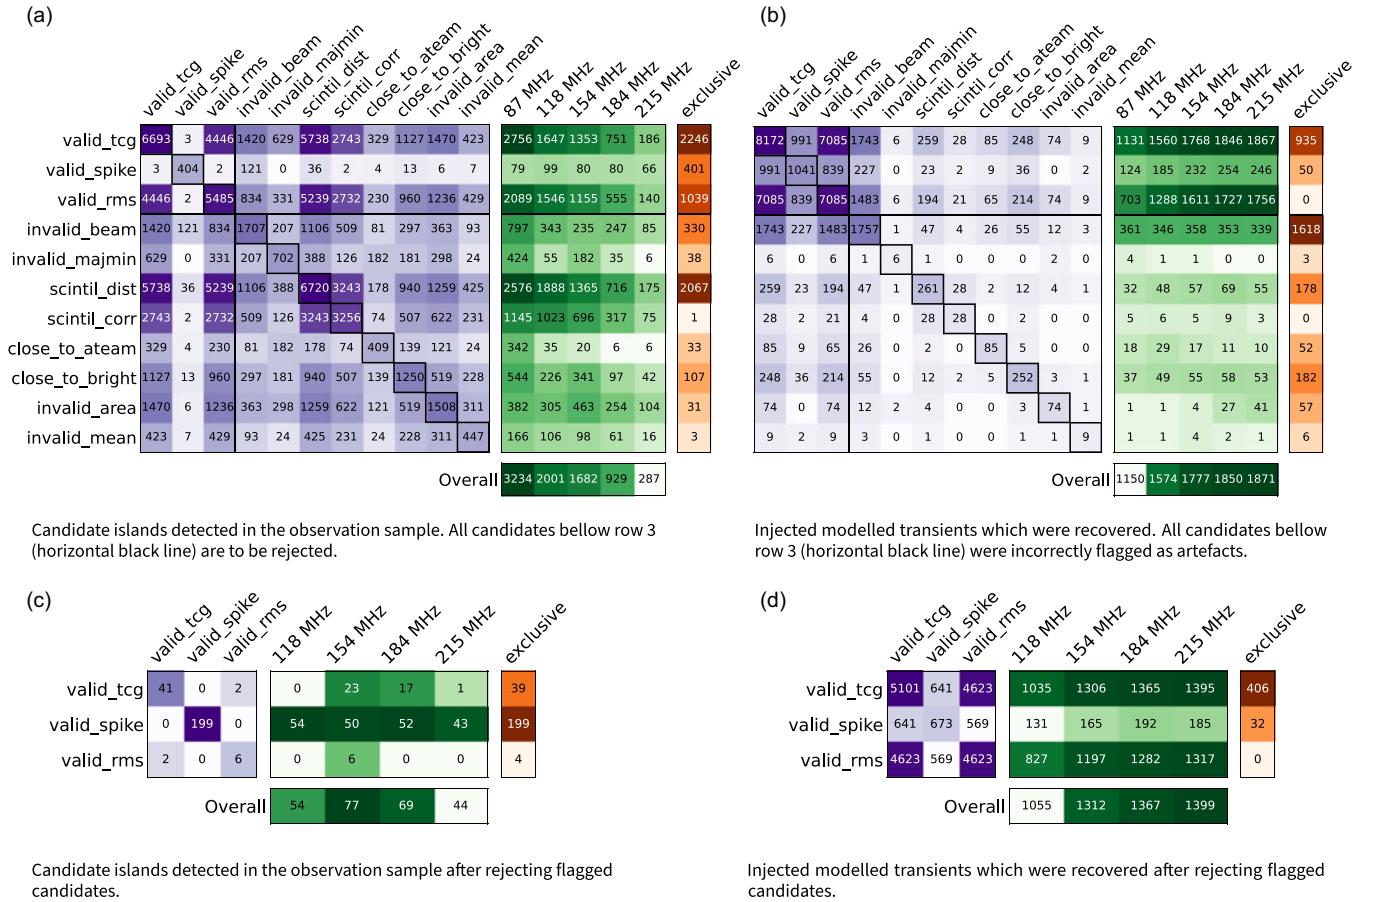 (a)
valid_tcg valid_spike valid_rms invalid_beam invalid_majmin scintil_dist scintil_corr close_to_ateam close_to_bright invalid_area invalid_mean 87 MHz 118 MHz 154 MHz 184 MHz 215 MHz exclusive
valid_tcg 6693 3 4446 1420 629 5738 2743 329 1127 1470 423 2756 1647 1353 751 186 2246
valid_spike 3 404 2 121 0 36 2 4 13 6 7 79 99 80 80 66 401
valid_rms 4446 2 5485 834 331 5239 2732 230 960 1236 429 2089 1546 1155 555 140 1039
invalid_beam 1420 121 834 1707 207 1106 509 81 297 363 93 797 343 235 247 85 330
invalid_majmin 629 0 331 207 702 388 126 182 181 298 24 424 55 182 35 6 38
scintil_dist 5738 36 5239 1106 388 6720 3243 178 940 1259 425 2576 1888 1365 716 175 2067
scintil_corr 2743 2 2732 509 126 3243 3256 74 507 622 231 1145 1023 696 317 75 1
close_to_ateam 329 4 230 81 182 178 74 409 139 121 24 342 35 20 6 6 33
close_to_bright 1127 13 960 297 181 940 507 139 1250 519 228 544 226 341 97 42 107
invalid_area 1470 6 1236 363 298 1259 622 121 519 1508 311 382 305 463 254 104 31
invalid_mean 423 7 429 93 24 425 231 24 228 311 447 166 106 98 61 16 3
Overall 3234 2001 1682 929 287
Candidate islands detected in the observation sample. All candidates bellow row 3
(horizontal black line) are to be rejected.
(b)
valid_tcg valid_spike valid_rms invalid_beam invalid_majmin scintil_dist scintil_corr close_to_ateam close_to_bright invalid_area invalid_mean 87 MHz 118 MHz 154 MHz 184 MHz 215 MHz exclusive
8172 991 7085 1743 6 259 28 85 248 74 9 1131 1560 1768 1846 1867 935
991 1041 839 227 0 23 2 9 36 0 2 124 185 232 254 246 50
7085 839 7085 1483 6 194 21 65 214 74 9 703 1288 1611 1727 1756 0
1743 227 1483 1757 1 47 4 26 55 12 3 361 346 358 353 339 1618
6 0 6 1 6 1 0 0 0 2 0 4 1 1 0 0 3
259 23 194 47 1 261 28 2 12 4 1 32 48 57 69 55 178
28 2 21 4 0 28 28 0 2 0 0 5 6 5 9 3 0
85 9 65 26 0 2 0 85 5 0 0 18 29 17 11 10 52
248 36 214 55 0 12 2 5 252 3 1 37 49 55 58 53 182
74 0 74 12 2 4 0 0 3 74 1 1 1 4 27 41 57
9 2 9 3 0 1 0 0 1 1 9 1 1 4 2 1 6
Overall 1150 1574 1777 1850 1871
Injected modelled transients which were recovered. All candidates bellow
row 3 (horizontal black line) were incorrectly flagged as artefacts.
(c)
valid_tcg valid_spike valid_rms 118 MHz 154 MHz 184 MHz 215 MHz exclusive
valid_tcg 41 0 2 0 23 17 1 39
valid_spike 0 199 0 54 50 52 43 199
valid_rms 2 0 6 0 6 0 0 4
Overall 54 77 69 44
Candidate islands detected in the observation sample after rejecting flagged
candidates.
(d)
valid_tcg valid_spike valid_rms 118 MHz 154 MHz 184 MHz 215 MHz exclusive
valid_tcg 5101 641 4623 1035 1306 1365 1395 406
valid_spike 641 673 569 131 165 192 185 32
valid_rms 4623 569 4623 827 1197 1282 1317 0
Overall 1055 1312 1367 1399
Injected modelled transients which were recovered after rejecting flagged
candidates.